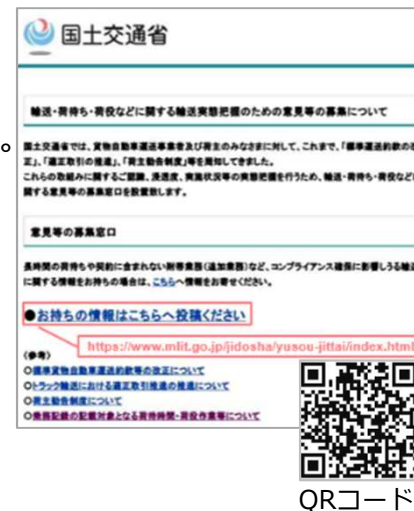 国土交通省
輸送・荷待ち・荷役などに関する輸送実態把握のための意見等の募集について
。
国土交通省では、貨物自動車運送事業者及び荷主のみなさまに対して、これまで、「標準運送約款の改
正」、「適正取引の推進」、「荷主勧告制度」等を周知してきました。
これらの取組みに関するご認識、浸透度、実施状況等の実態把握を行うため、輸送・荷待ち・荷役などに
関する意見等の募集窓口を設置致します。
意見等の募集窓口
長時間の荷待ちや契約に含まれない附帯業務(追加業務)など、コンプライアンス確保に影響しうる輸送
に関する情報をお持ちの場合は、こちらへ情報をお寄せください。
●お持ちの情報はこちらへ投稿ください
https://www.mlit.go.jp/jidosha/yusou-jittai/index.html
(参考)
○標準貨物自動車運送約款等の改正について
○トラック輸送における適正取引推進の推進について
○荷主勧告制度について
○乗務記録の記載対象となる荷待時間・荷役作業等について
QRコード